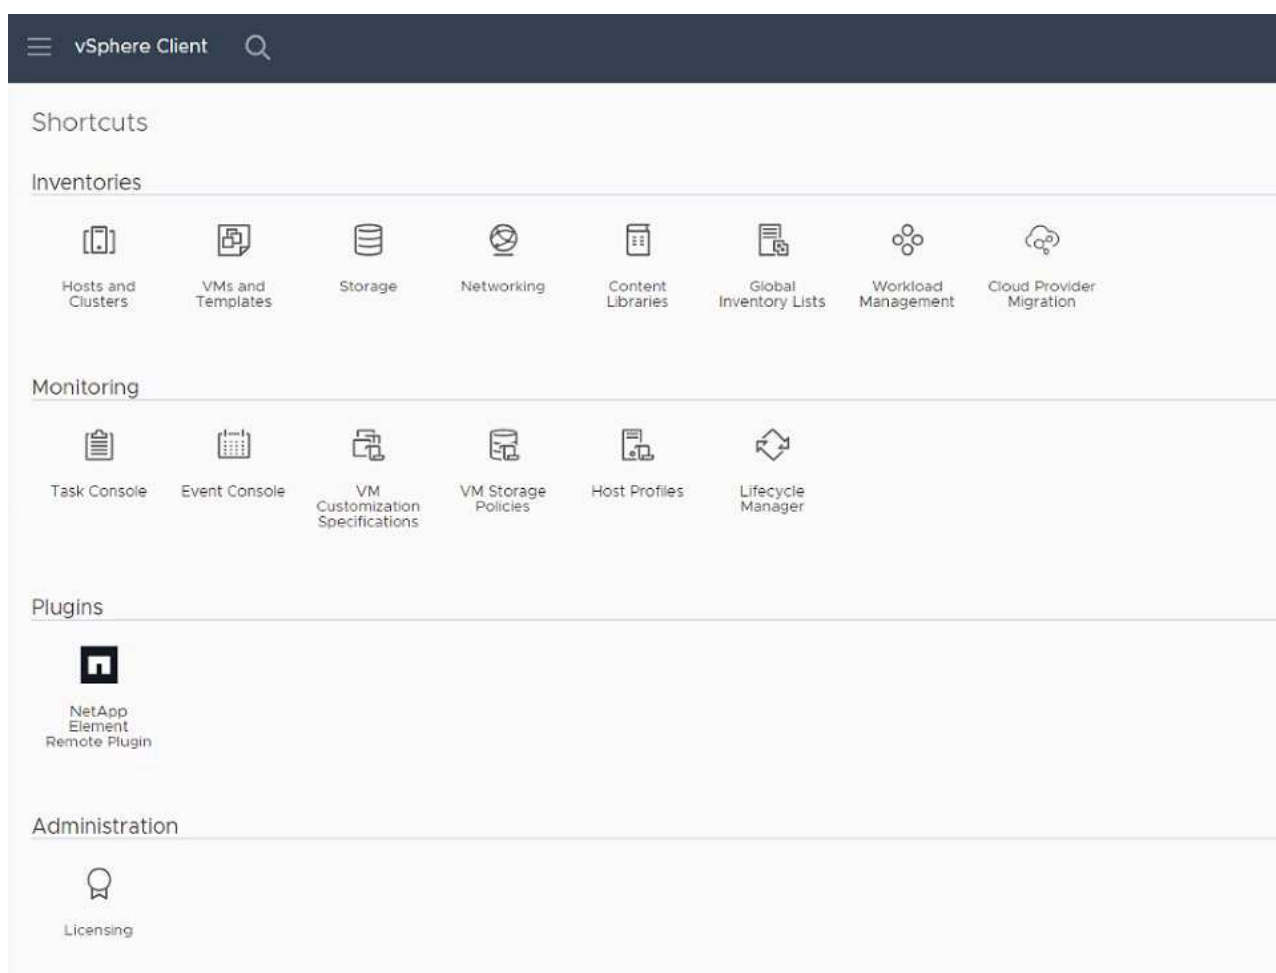 vSphere Client
Shortcuts
Inventories
Hosts and
Clusters
VMs and
Templates
Storage
Networking
Content
Libraries
Global
Inventory Lists
Workload
Management
Cloud Provider
Migration
Monitoring
Task Console
Event Console
VM
Customization
Specifications
VM Storage
Policies
Host Profiles
Lifecycle
Manager
Plugins
NetApp
Element
Remote Plugin
Administration
Licensing